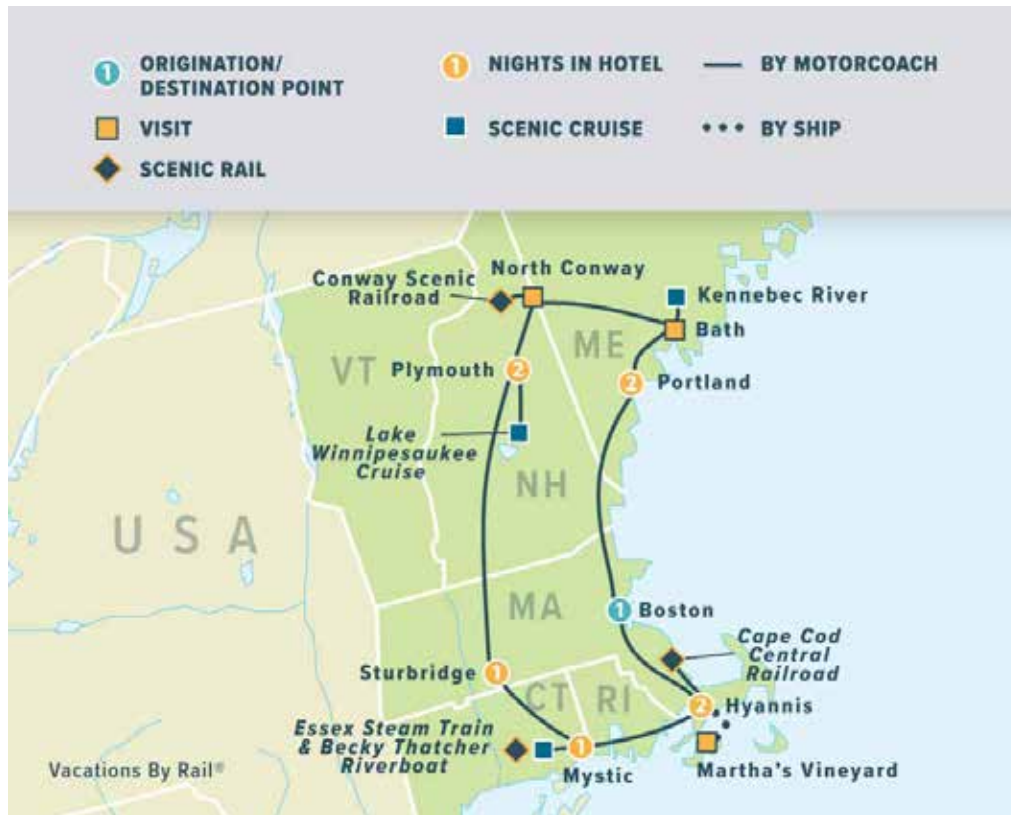 1 ORIGINATION/
DESTINATION POINT
1 NIGHTS IN HOTEL
BY MOTORCOACH
VISIT
SCENIC CRUISE
BY SHIP
SCENIC RAIL
Conway Scenic
Railroad
North Conway
Kennebec River
Bath
ME
VT
Plymouth 2
2 Portland
Lake
Winnipesaukee
Cruise
NH
USA
MA
1 Boston
Cape Cod
Central
Railroad
Sturbridge 1
CT
RI
2 Hyannis
Essex Steam Train
& Becky Thatcher
Riverboat
1
Mystic
Martha's Vineyard
Vacations By Rail®